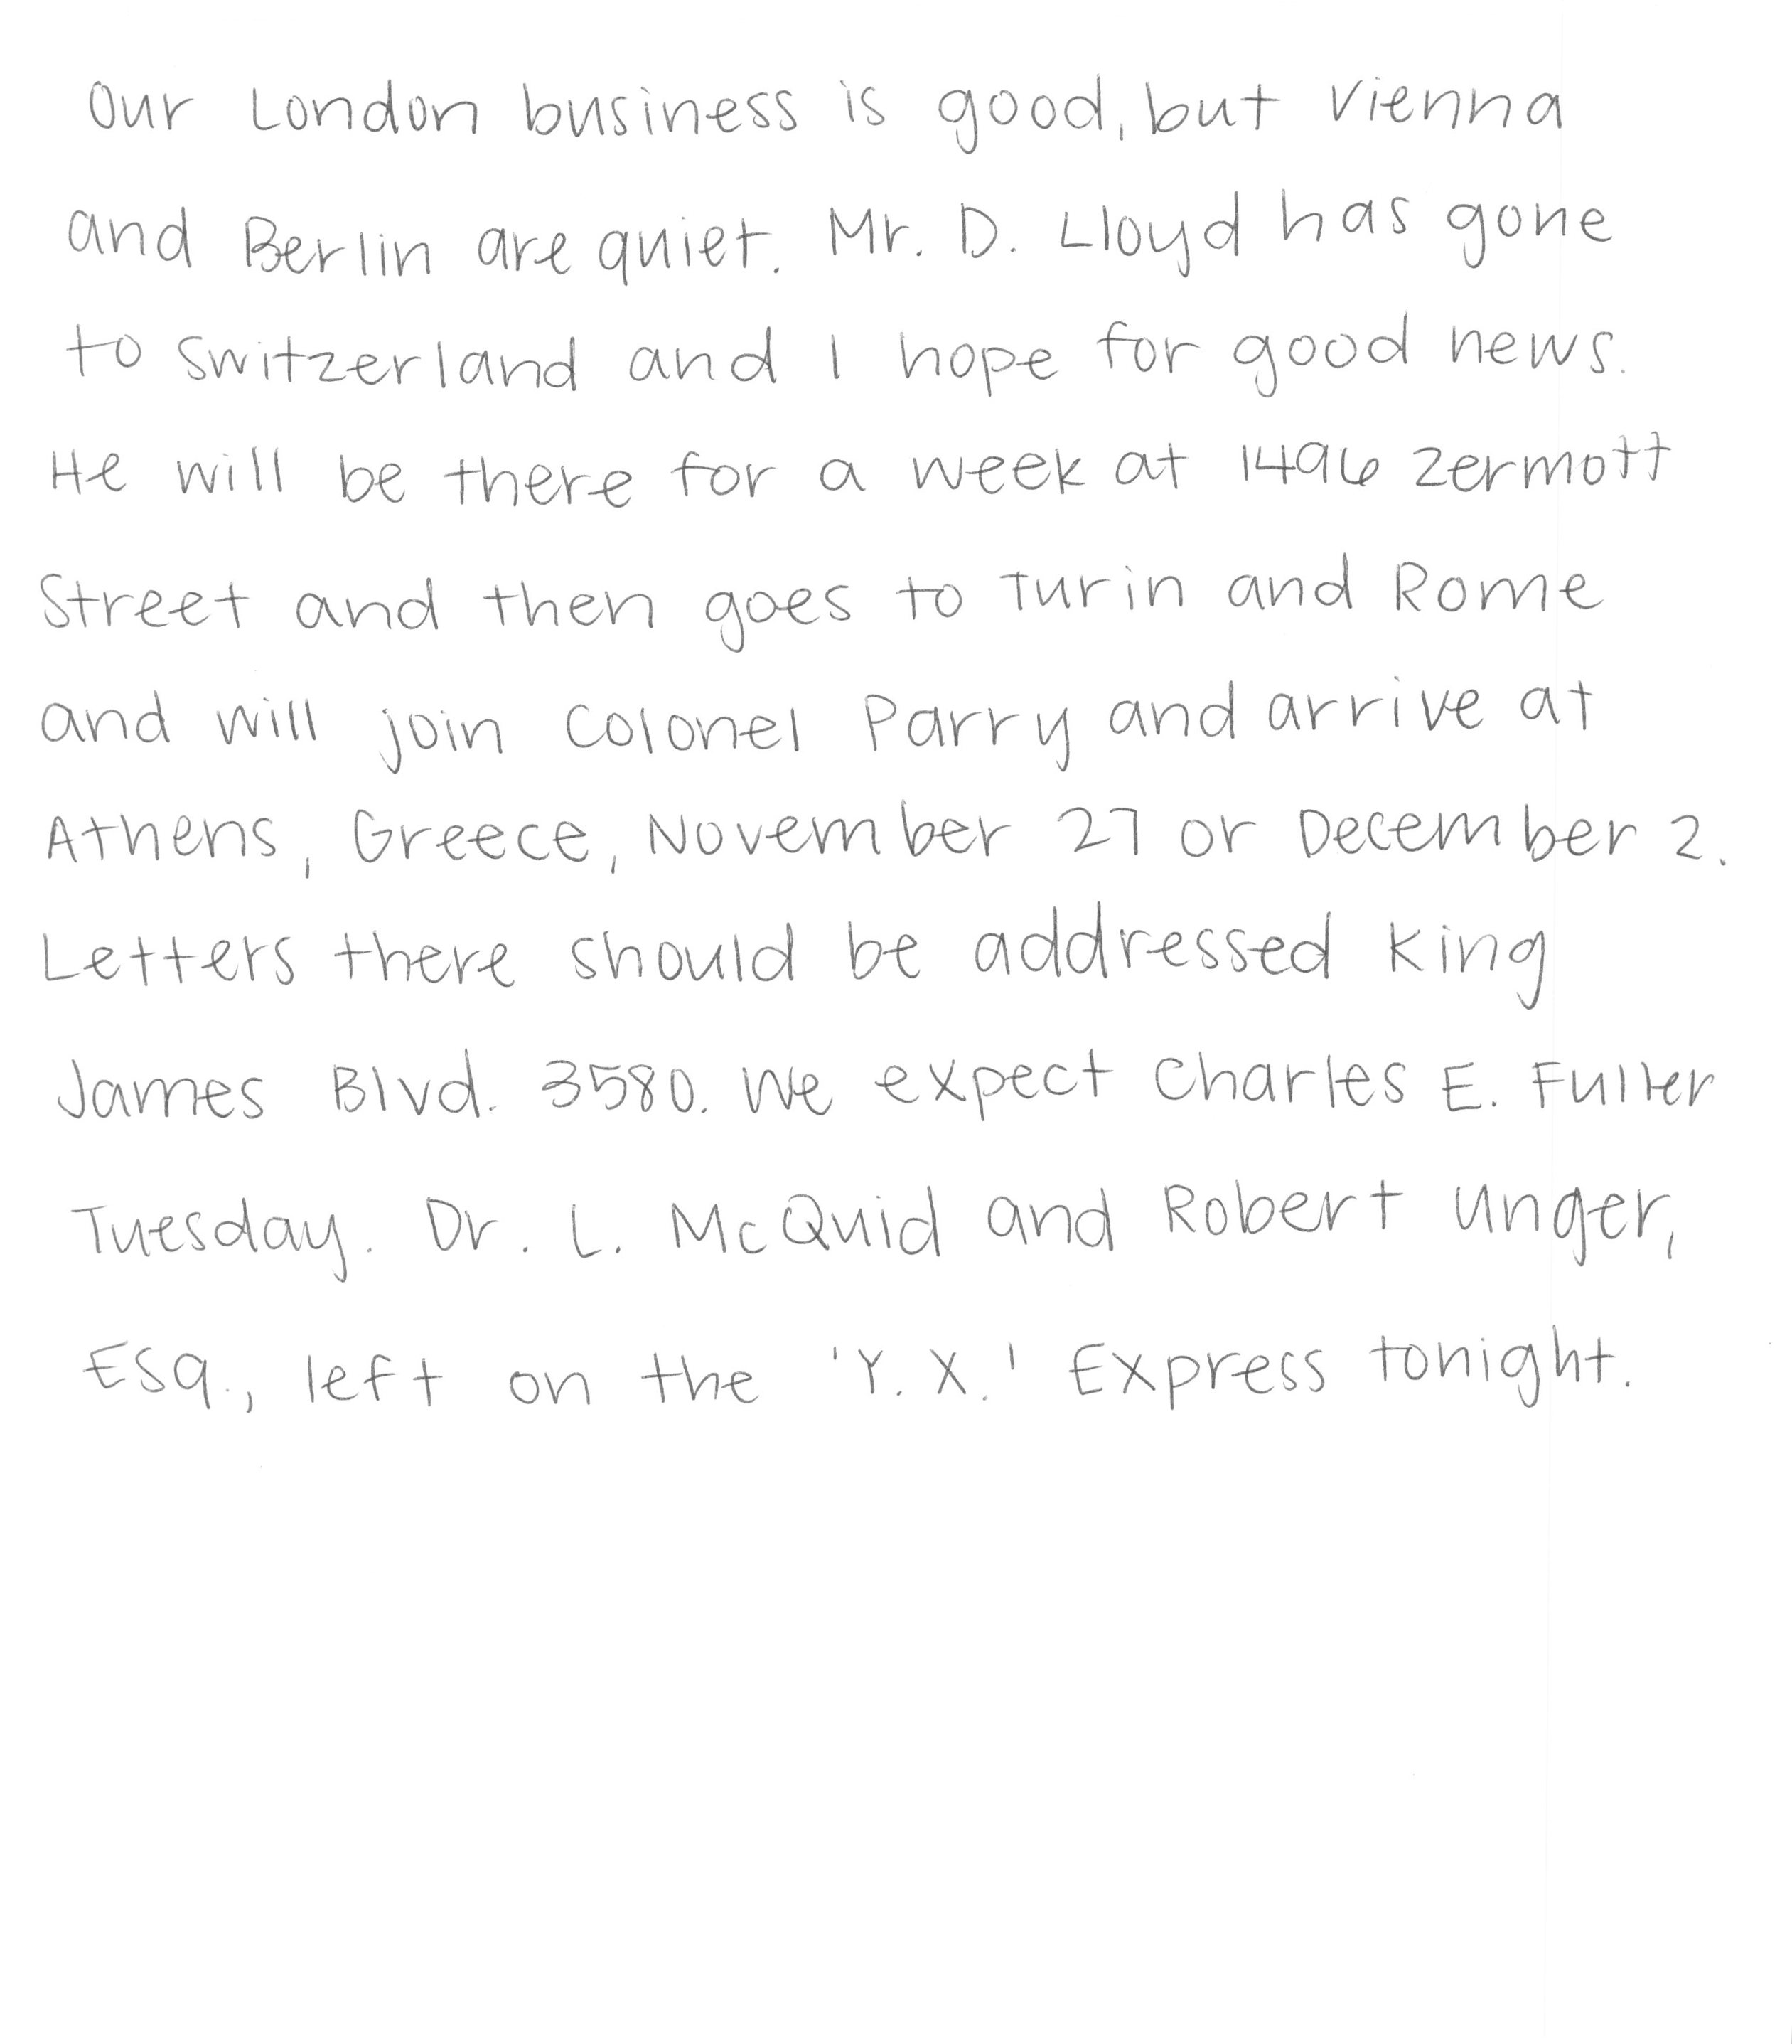 Our London business is good, but Vienna
and Berlin are quiet. Mr. D. Lloyd has gone
to Switzerland and I hope for good news.
He will be there for a week at 1496 Zermott
Street and then goes to Turin and Rome
and will join Colonel Parry and arrive at
Athens, Greece, November 27 or December 2.
Letters there should be addressed King
James Blvd. 3580. We expect Charles E. Fuller
Tuesday. Dr. L. McQuid and Robert Unger,
Esq., left on the 'Y. X.' Express tonight.